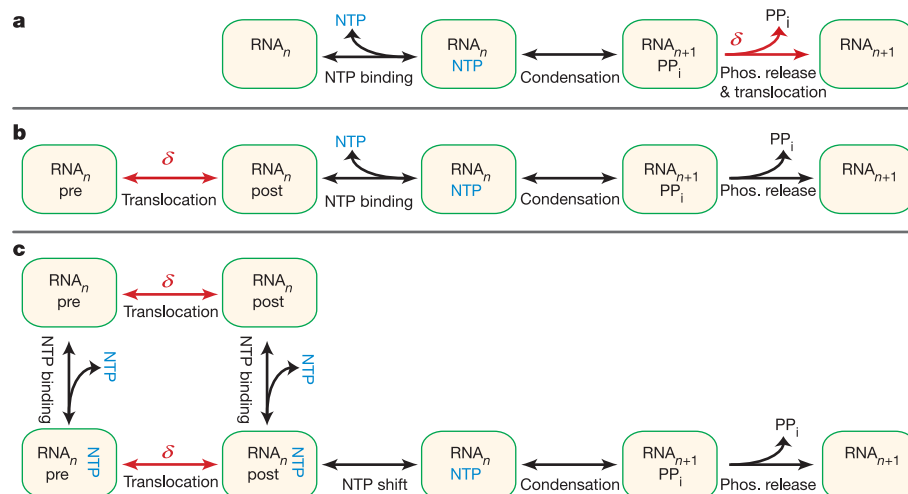 a
NTP
PPᵢ
RNAₙ
RNAₙ
NTP
RNAₙ₊₁
PPᵢ
δ
RNAₙ₊₁
NTP binding
Condensation
Phos. release
& translocation
b
NTP
PPᵢ
RNAₙ
pre
δ
RNAₙ
post
RNAₙ
NTP
RNAₙ₊₁
PPᵢ
RNAₙ₊₁
Translocation
NTP binding
Condensation
Phos. release
c
RNAₙ
pre
δ
RNAₙ
post
Translocation
NTP binding
NTP
NTP binding
NTP
RNAₙ
pre
NTP
δ
RNAₙ
post
NTP
RNAₙ
NTP
RNAₙ₊₁
PPᵢ
PPᵢ
RNAₙ₊₁
Translocation
NTP shift
Condensation
Phos. release